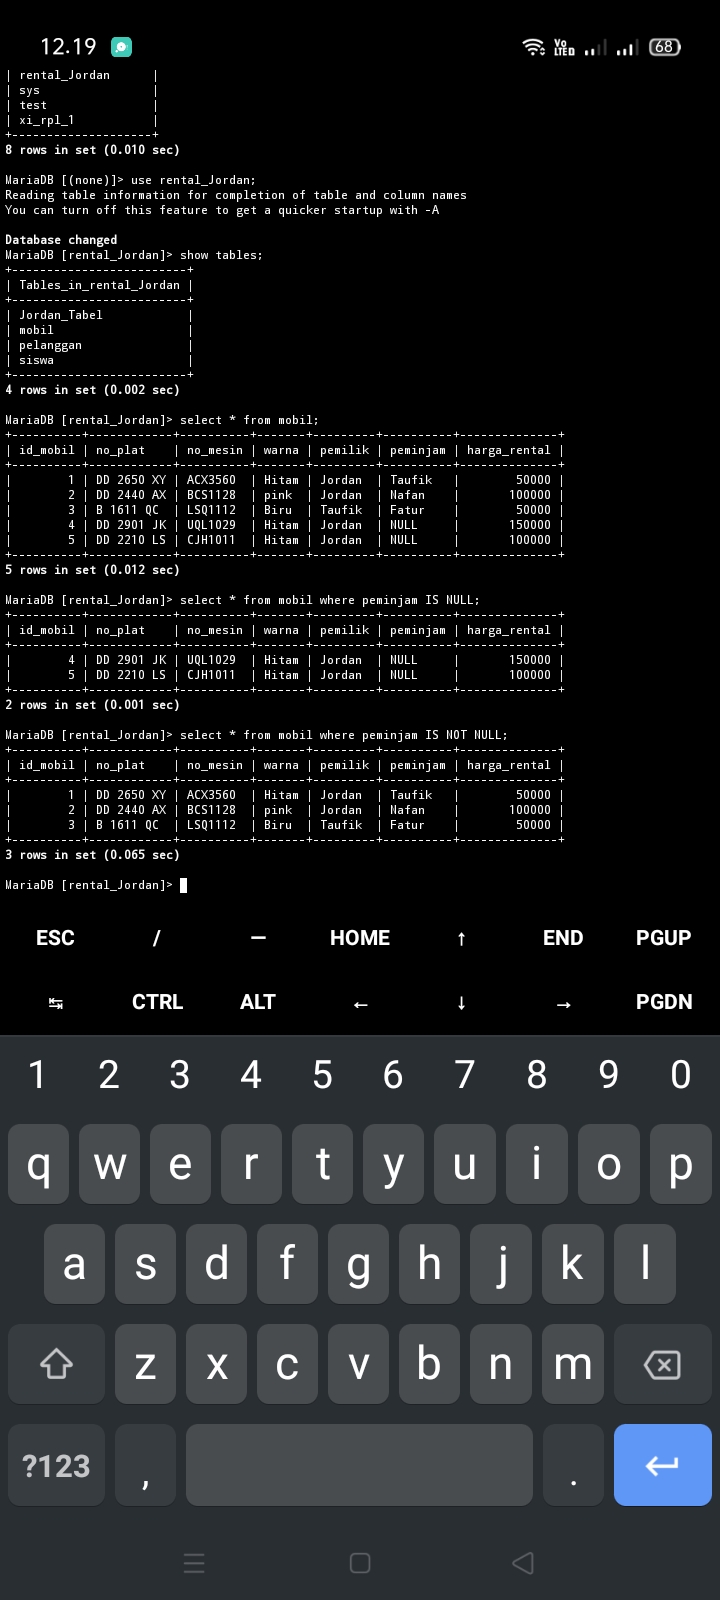 12.19
Vo
LTED
68
| rental_Jordan      |
| sys                |
| test               |
| xi_rpl_1           |
+--------------------+
8 rows in set (0.010 sec)
MariaDB [(none)]> use rental_Jordan;
Reading table information for completion of table and column names
You can turn off this feature to get a quicker startup with -A
Database changed
MariaDB [rental_Jordan]> show tables;
+-------------------------+
| Tables_in_rental_Jordan |
+-------------------------+
| Jordan_Tabel            |
| mobil                   |
| pelanggan               |
| siswa                   |
+-------------------------+
4 rows in set (0.002 sec)
MariaDB [rental_Jordan]> select * from mobil;
+----------+------------+----------+-------+---------+----------+--------------+
| id_mobil | no_plat    | no_mesin | warna | pemilik | peminjam | harga_rental |
+----------+------------+----------+-------+---------+----------+--------------+
|        1 | DD 2650 XY | ACX3560  | Hitam | Jordan  | Taufik   |        50000 |
|        2 | DD 2440 AX | BCS1128  | pink  | Jordan  | Nafan    |       100000 |
|        3 | B 1611 QC  | LSQ1112  | Biru  | Taufik  | Fatur    |        50000 |
|        4 | DD 2901 JK | UQL1029  | Hitam | Jordan  | NULL     |       150000 |
|        5 | DD 2210 LS | CJH1011  | Hitam | Jordan  | NULL     |       100000 |
+----------+------------+----------+-------+---------+----------+--------------+
5 rows in set (0.012 sec)
MariaDB [rental_Jordan]> select * from mobil where peminjam IS NULL;
+----------+------------+----------+-------+---------+----------+--------------+
| id_mobil | no_plat    | no_mesin | warna | pemilik | peminjam | harga_rental |
+----------+------------+----------+-------+---------+----------+--------------+
|        4 | DD 2901 JK | UQL1029  | Hitam | Jordan  | NULL     |       150000 |
|        5 | DD 2210 LS | CJH1011  | Hitam | Jordan  | NULL     |       100000 |
+----------+------------+----------+-------+---------+----------+--------------+
2 rows in set (0.001 sec)
MariaDB [rental_Jordan]> select * from mobil where peminjam IS NOT NULL;
+----------+------------+----------+-------+---------+----------+--------------+
| id_mobil | no_plat    | no_mesin | warna | pemilik | peminjam | harga_rental |
+----------+------------+----------+-------+---------+----------+--------------+
|        1 | DD 2650 XY | ACX3560  | Hitam | Jordan  | Taufik   |        50000 |
|        2 | DD 2440 AX | BCS1128  | pink  | Jordan  | Nafan    |       100000 |
|        3 | B 1611 QC  | LSQ1112  | Biru  | Taufik  | Fatur    |        50000 |
+----------+------------+----------+-------+---------+----------+--------------+
3 rows in set (0.065 sec)
MariaDB [rental_Jordan]>
ESC / — HOME ↑ END PGUP
↹ CTRL ALT ← ↓ → PGDN
1 2 3 4 5 6 7 8 9 0
q w e r t y u i o p
a s d f g h j k l
z x c v b n m
?123 , .